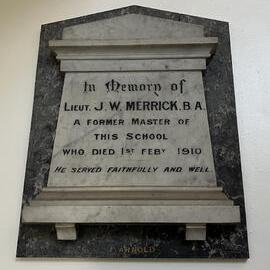 In Memory of
LIEUT. J. W. MERRICK, B.A.
A FORMER MASTER OF
THIS SCHOOL
WHO DIED 1ST FEBY 1910
HE SERVED FAITHFULLY AND WELL.
ARNOLD